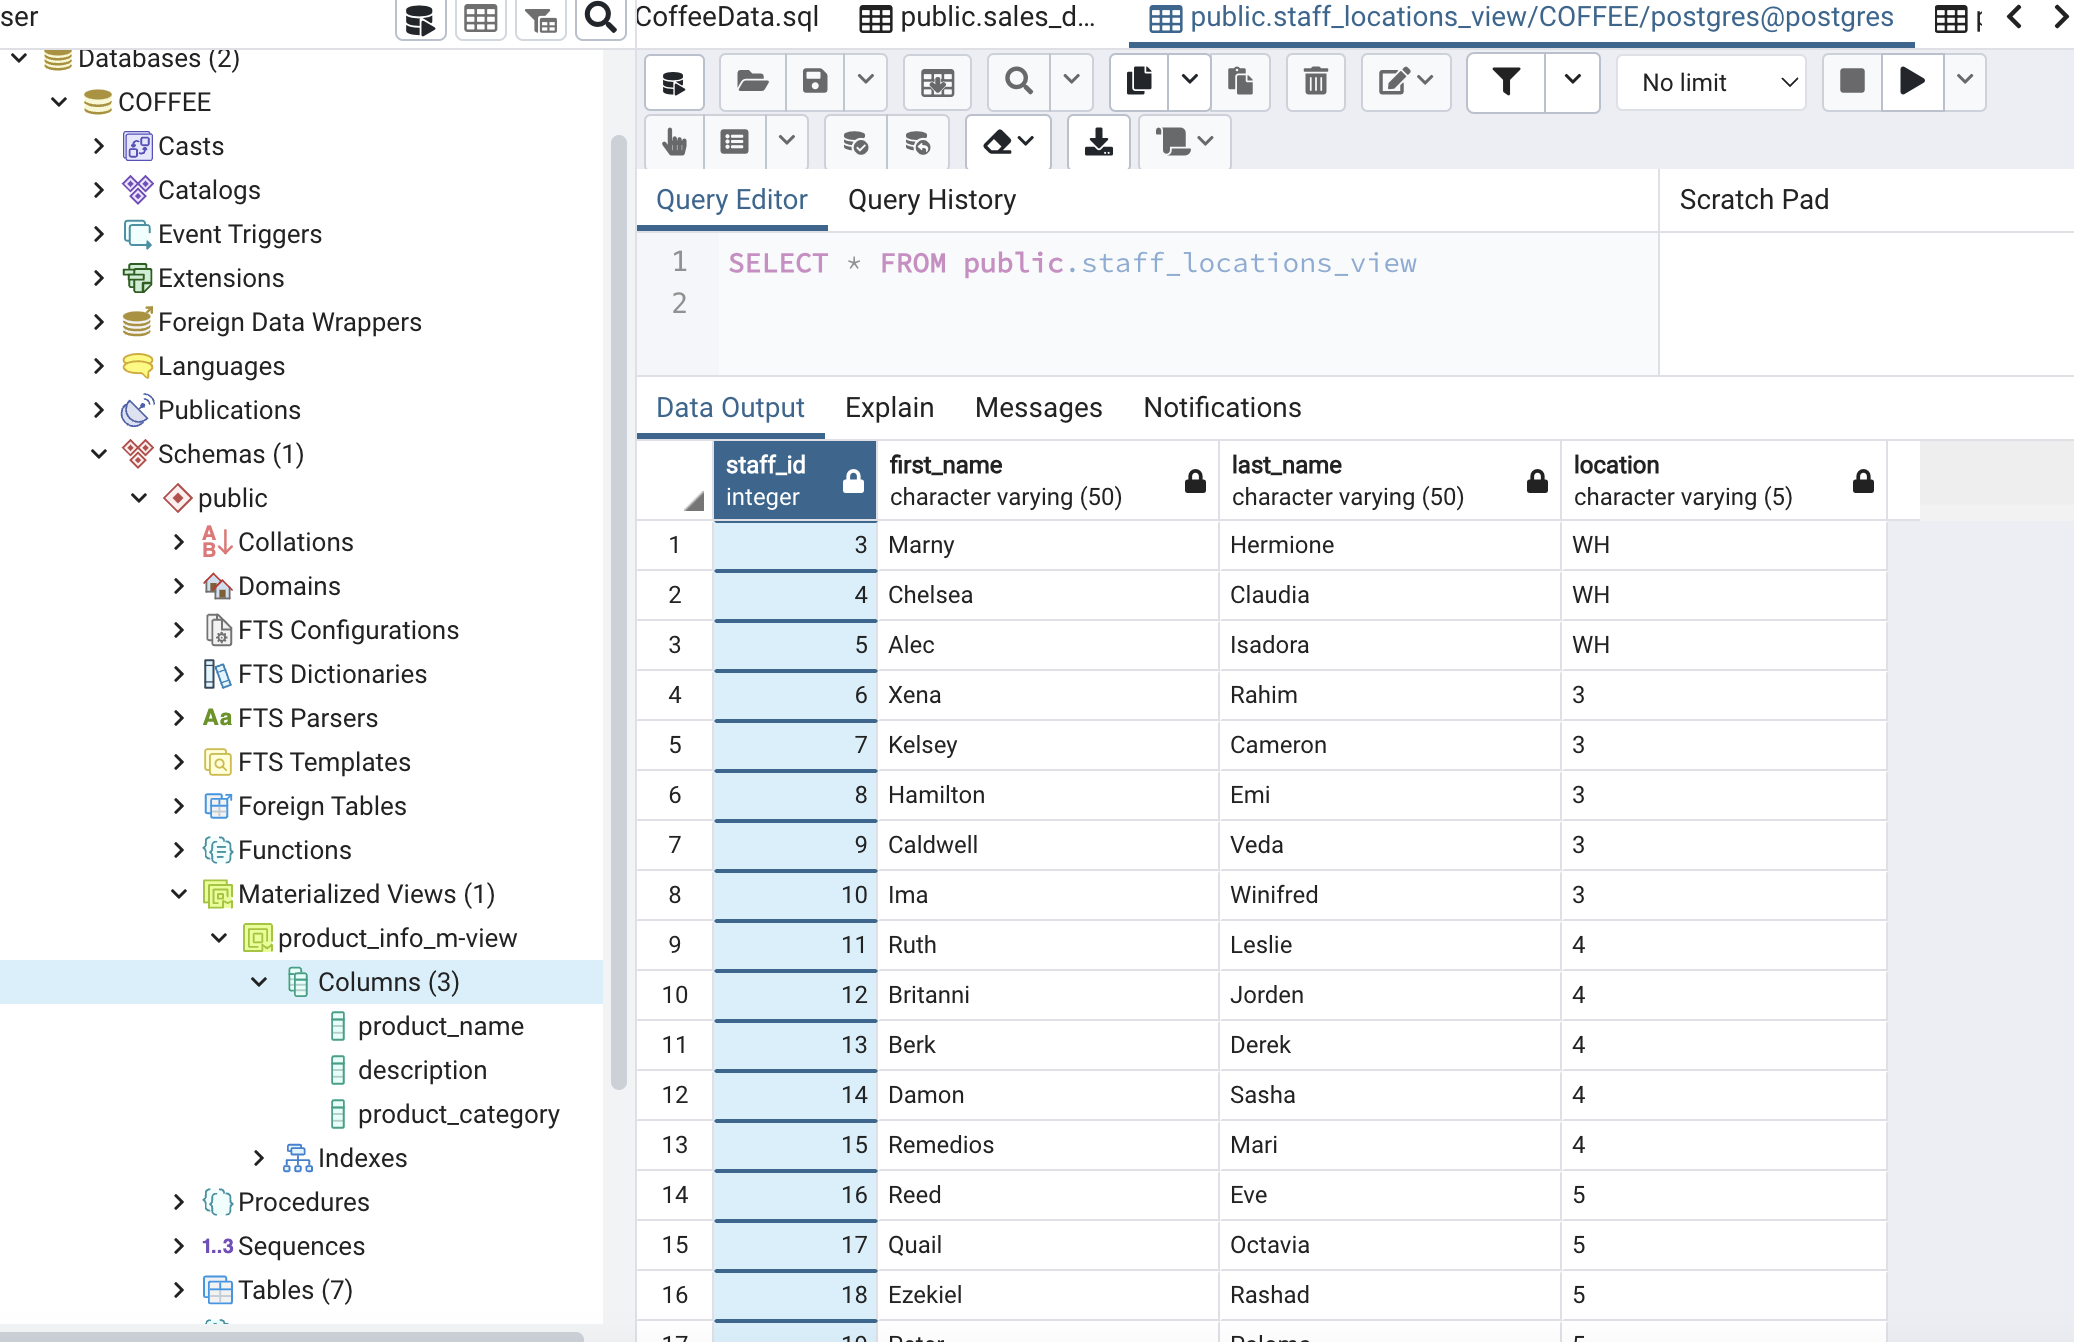 ser
Databases (2)
COFFEE
Casts
Catalogs
Event Triggers
Extensions
Foreign Data Wrappers
Languages
Publications
Schemas (1)
public
Collations
Domains
FTS Configurations
FTS Dictionaries
Aa FTS Parsers
FTS Templates
Foreign Tables
Functions
Materialized Views (1)
product_info_m-view
Columns (3)
product_name
description
product_category
Indexes
Procedures
1..3 Sequences
Tables (7)
CoffeeData.sql public.sales_d... public.staff_locations_view/COFFEE/postgres@postgres
No limit
Query Editor Query History Scratch Pad
1 SELECT * FROM public.staff_locations_view
2
Data Output Explain Messages Notifications
staff_id first_name last_name location
integer character varying (50) character varying (50) character varying (5)
1 3 Marny Hermione WH
2 4 Chelsea Claudia WH
3 5 Alec Isadora WH
4 6 Xena Rahim 3
5 7 Kelsey Cameron 3
6 8 Hamilton Emi 3
7 9 Caldwell Veda 3
8 10 Ima Winifred 3
9 11 Ruth Leslie 4
10 12 Britanni Jorden 4
11 13 Berk Derek 4
12 14 Damon Sasha 4
13 15 Remedios Mari 4
14 16 Reed Eve 5
15 17 Quail Octavia 5
16 18 Ezekiel Rashad 5